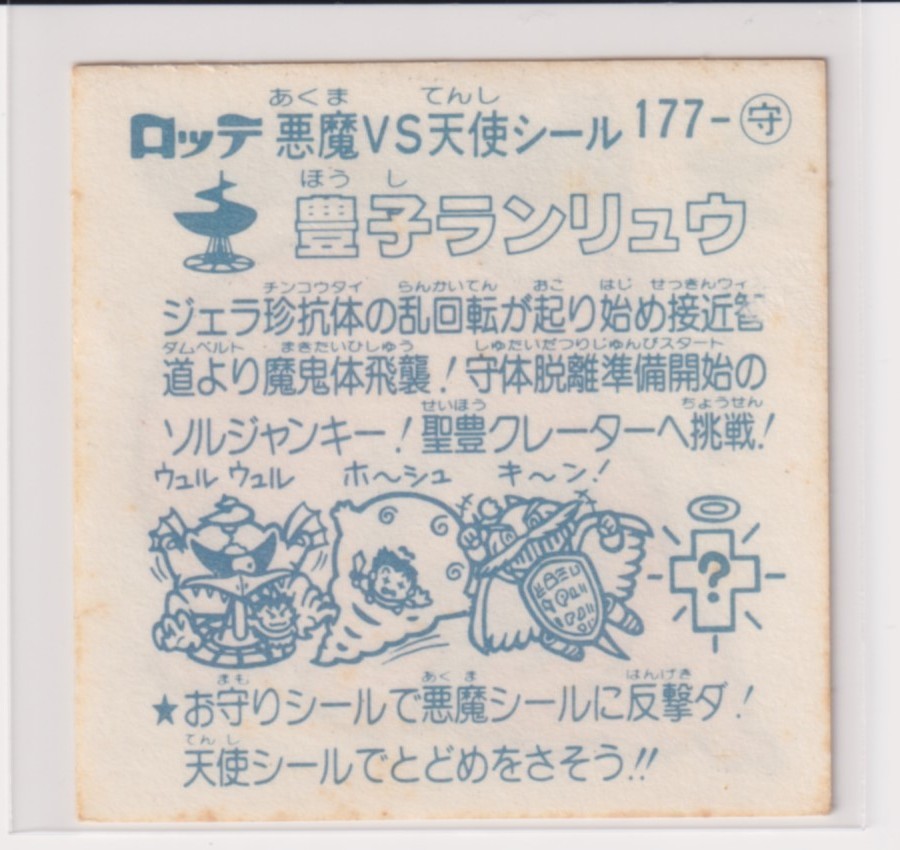 ロッテ 悪魔VS天使シール 177-守
豊子ランリュウ
ジェラ珍抗体の乱回転が起り始め接近
道より魔鬼体飛襲!守体脱離準備開始の
ソルジャンキー!聖豊クレーターへ挑戦!
ウュル ウュル ホ〜シュ キ〜ン!
?
★お守りシールで悪魔シールに反撃ダ!
天使シールでとどめをさそう!!